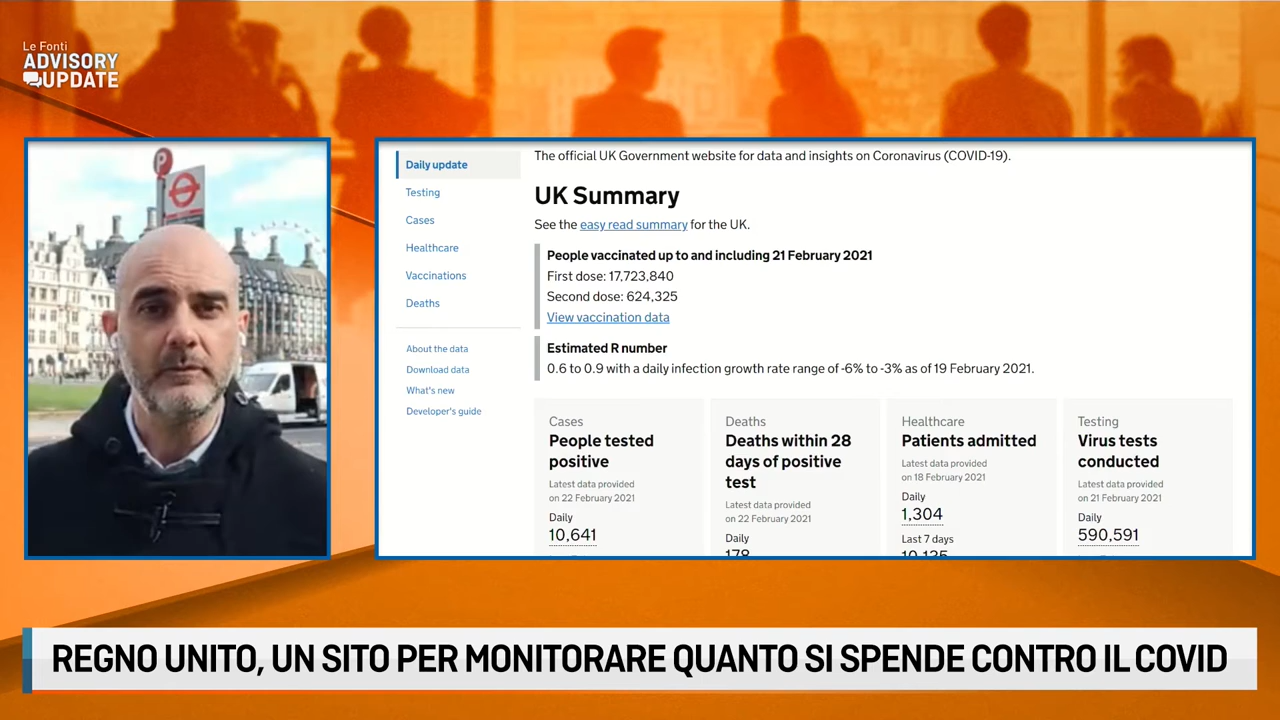 Le Fonti
ADVISORY
UPDATE
P
Daily update
Testing
Cases
Healthcare
Vaccinations
Deaths
About the data
Download data
What's new
Developer's guide
The official UK Government website for data and insights on Coronavirus (COVID-19).
UK Summary
See the easy read summary for the UK.
People vaccinated up to and including 21 February 2021
First dose: 17,723,840
Second dose: 624,325
View vaccination data
Estimated R number
0.6 to 0.9 with a daily infection growth rate range of -6% to -3% as of 19 February 2021.
Cases
People tested
positive
Latest data provided
on 22 February 2021
Daily
10,641
Deaths
Deaths within 28
days of positive
test
Latest data provided
on 22 February 2021
Daily
178
Healthcare
Patients admitted
Latest data provided
on 18 February 2021
Daily
1,304
Last 7 days
10,135
Testing
Virus tests
conducted
Latest data provided
on 21 February 2021
Daily
590,591
REGNO UNITO, UN SITO PER MONITORARE QUANTO SI SPENDE CONTRO IL COVID